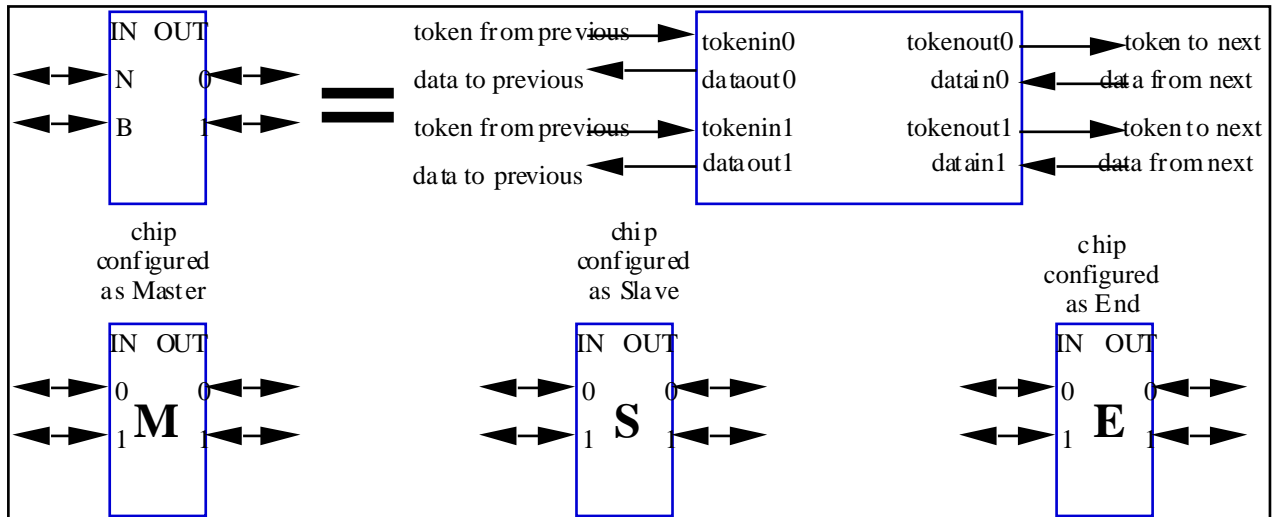 IN OUT
N 0
B 1
token from previous
data to previous
token from previous
data to previous
tokenin0
dataout0
tokenin1
dataout1
tokenout0
datain0
tokenout1
datain1
token to next
data from next
token to next
data from next
chip
configured
as Master
IN OUT
0 0
M
1 1
chip
configured
as Slave
IN OUT
0 0
S
1 1
chip
configured
as End
IN OUT
0 0
E
1 1